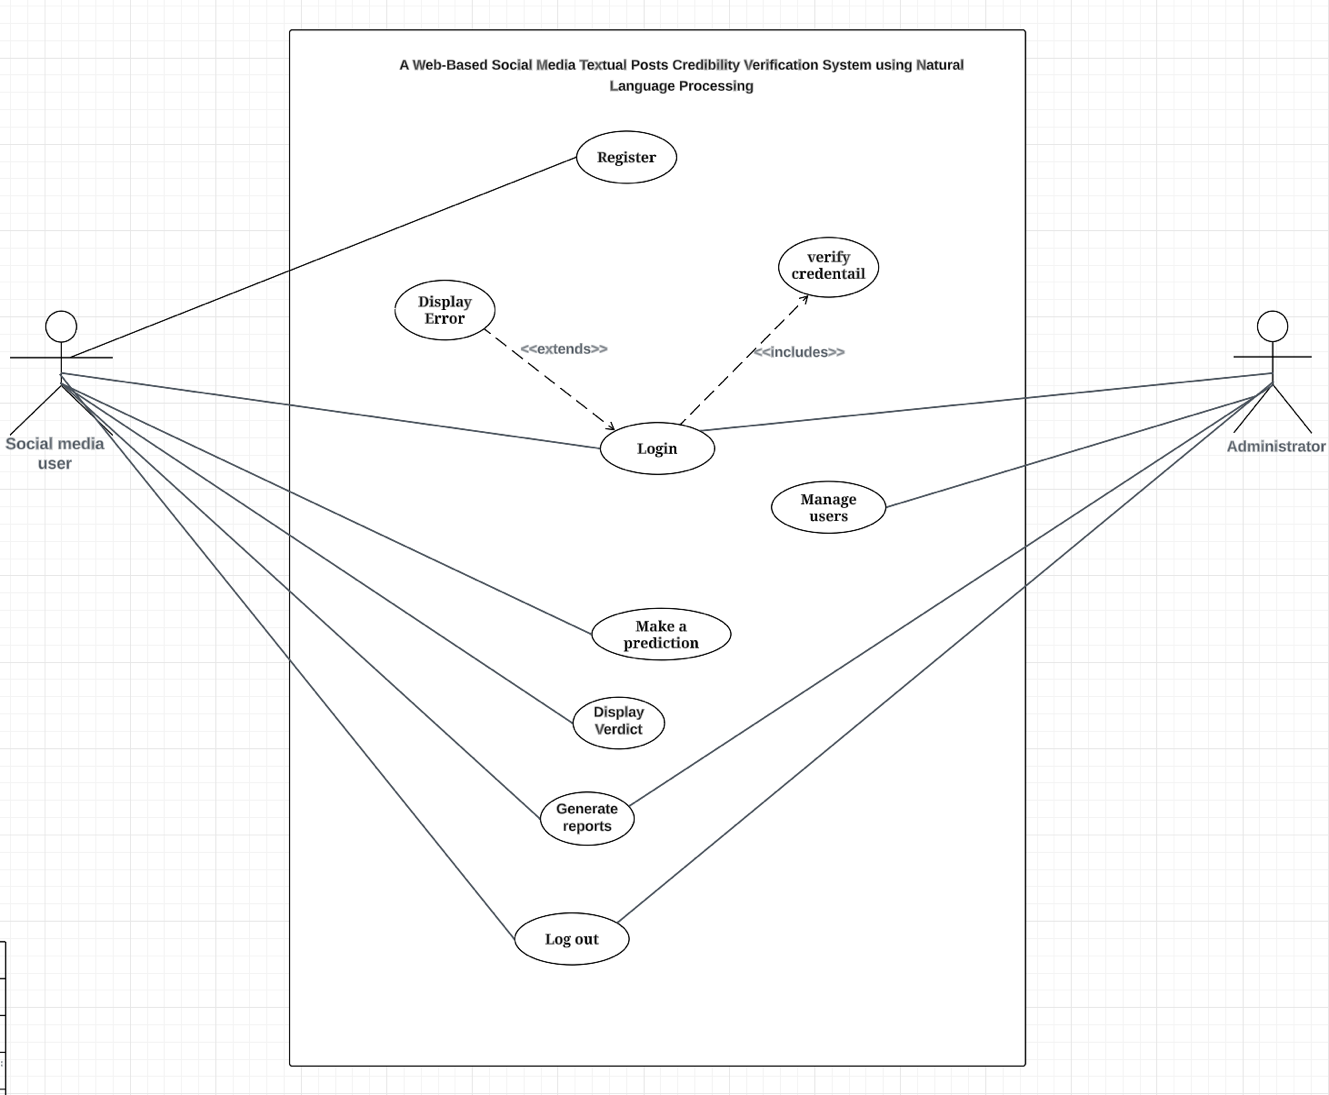 A Web-Based Social Media Textual Posts Credibility Verification System using Natural
Language Processing
Register
verify
credentail
Display
Error
<<extends>>
<<includes>>
Social media
user
Login
Administrator
Manage
users
Make a
prediction
Display
Verdict
Generate
reports
Log out